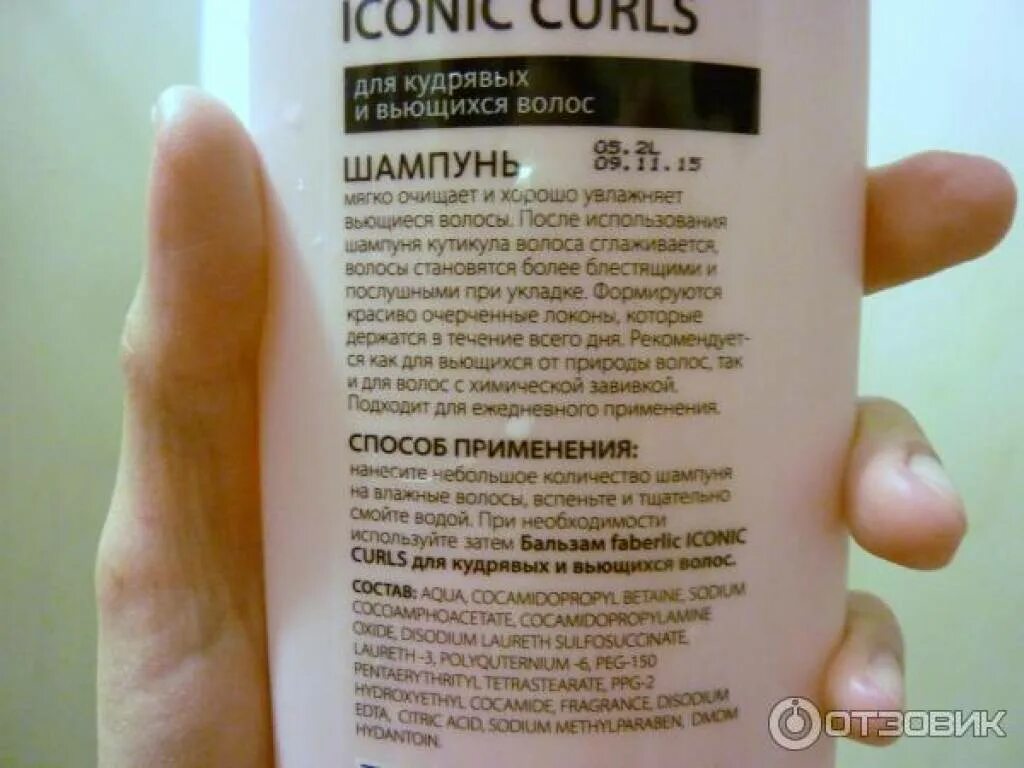 ICONIC CURLS
для кудрявых
и вьющихся волос
05.2L
09.11.15
ШАМПУНЬ
мягко очищает и хорошо увлажняет
вьющиеся волосы. После использования
шампуня кутикула волоса сглаживается,
волосы становятся более блестящими и
послушными при укладке. Формируются
красиво очерченные локоны, которые
держатся в течение всего дня. Рекомендует-
ся как для вьющихся от природы волос, так
и для волос с химической завивкой.
Подходит для ежедневного применения.
СПОСОБ ПРИМЕНЕНИЯ:
нанесите небольшое количество шампуня
на влажные волосы, вспеньте и тщательно
смойте водой. При необходимости
используйте затем Бальзам faberlic ICONIC
CURLS для кудрявых и вьющихся волос.
СОСТАВ: AQUA, COCAMIDOPROPYL BETAINE, SODIUM
COCOAMPHOACETATE, COCAMIDOPROPYLAMINE
OXIDE, DISODIUM LAURETH SULFOSUCCINATE,
LAURETH -3, POLYQUTERNIUM -6, PEG-150
PENTAERYTHRITYL TETRASTEARATE, PPG-2
HYDROXYETHYL COCAMIDE, FRAGRANCE, DISODIUM
EDTA, CITRIC ACID, SODIUM METHYLPARABEN, DMDM
HYDANTOIN.
ОТЗОВИК